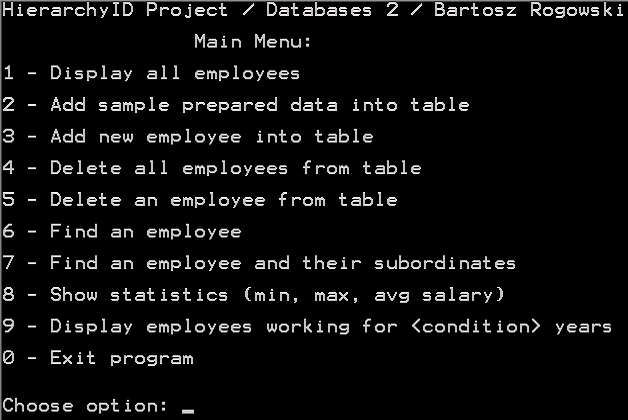 HierarchyID Project / Databases 2 / Bartosz Rogowski
Main Menu:
1 - Display all employees
2 - Add sample prepared data into table
3 - Add new employee into table
4 - Delete all employees from table
5 - Delete an employee from table
6 - Find an employee
7 - Find an employee and their subordinates
8 - Show statistics (min, max, avg salary)
9 - Display employees working for <condition> years
0 - Exit program
Choose option: _